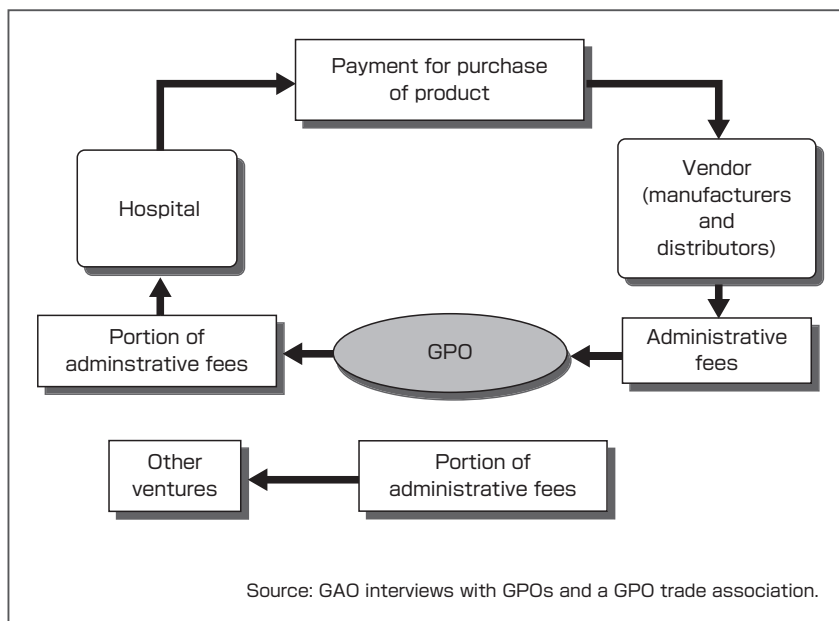 Payment for purchase
of product
Hospital
Vendor
(manufacturers
and
distributors)
Portion of
adminstrative fees
GPO
Administrative
fees
Other
ventures
Portion of
administrative fees
Source: GAO interviews with GPOs and a GPO trade association.